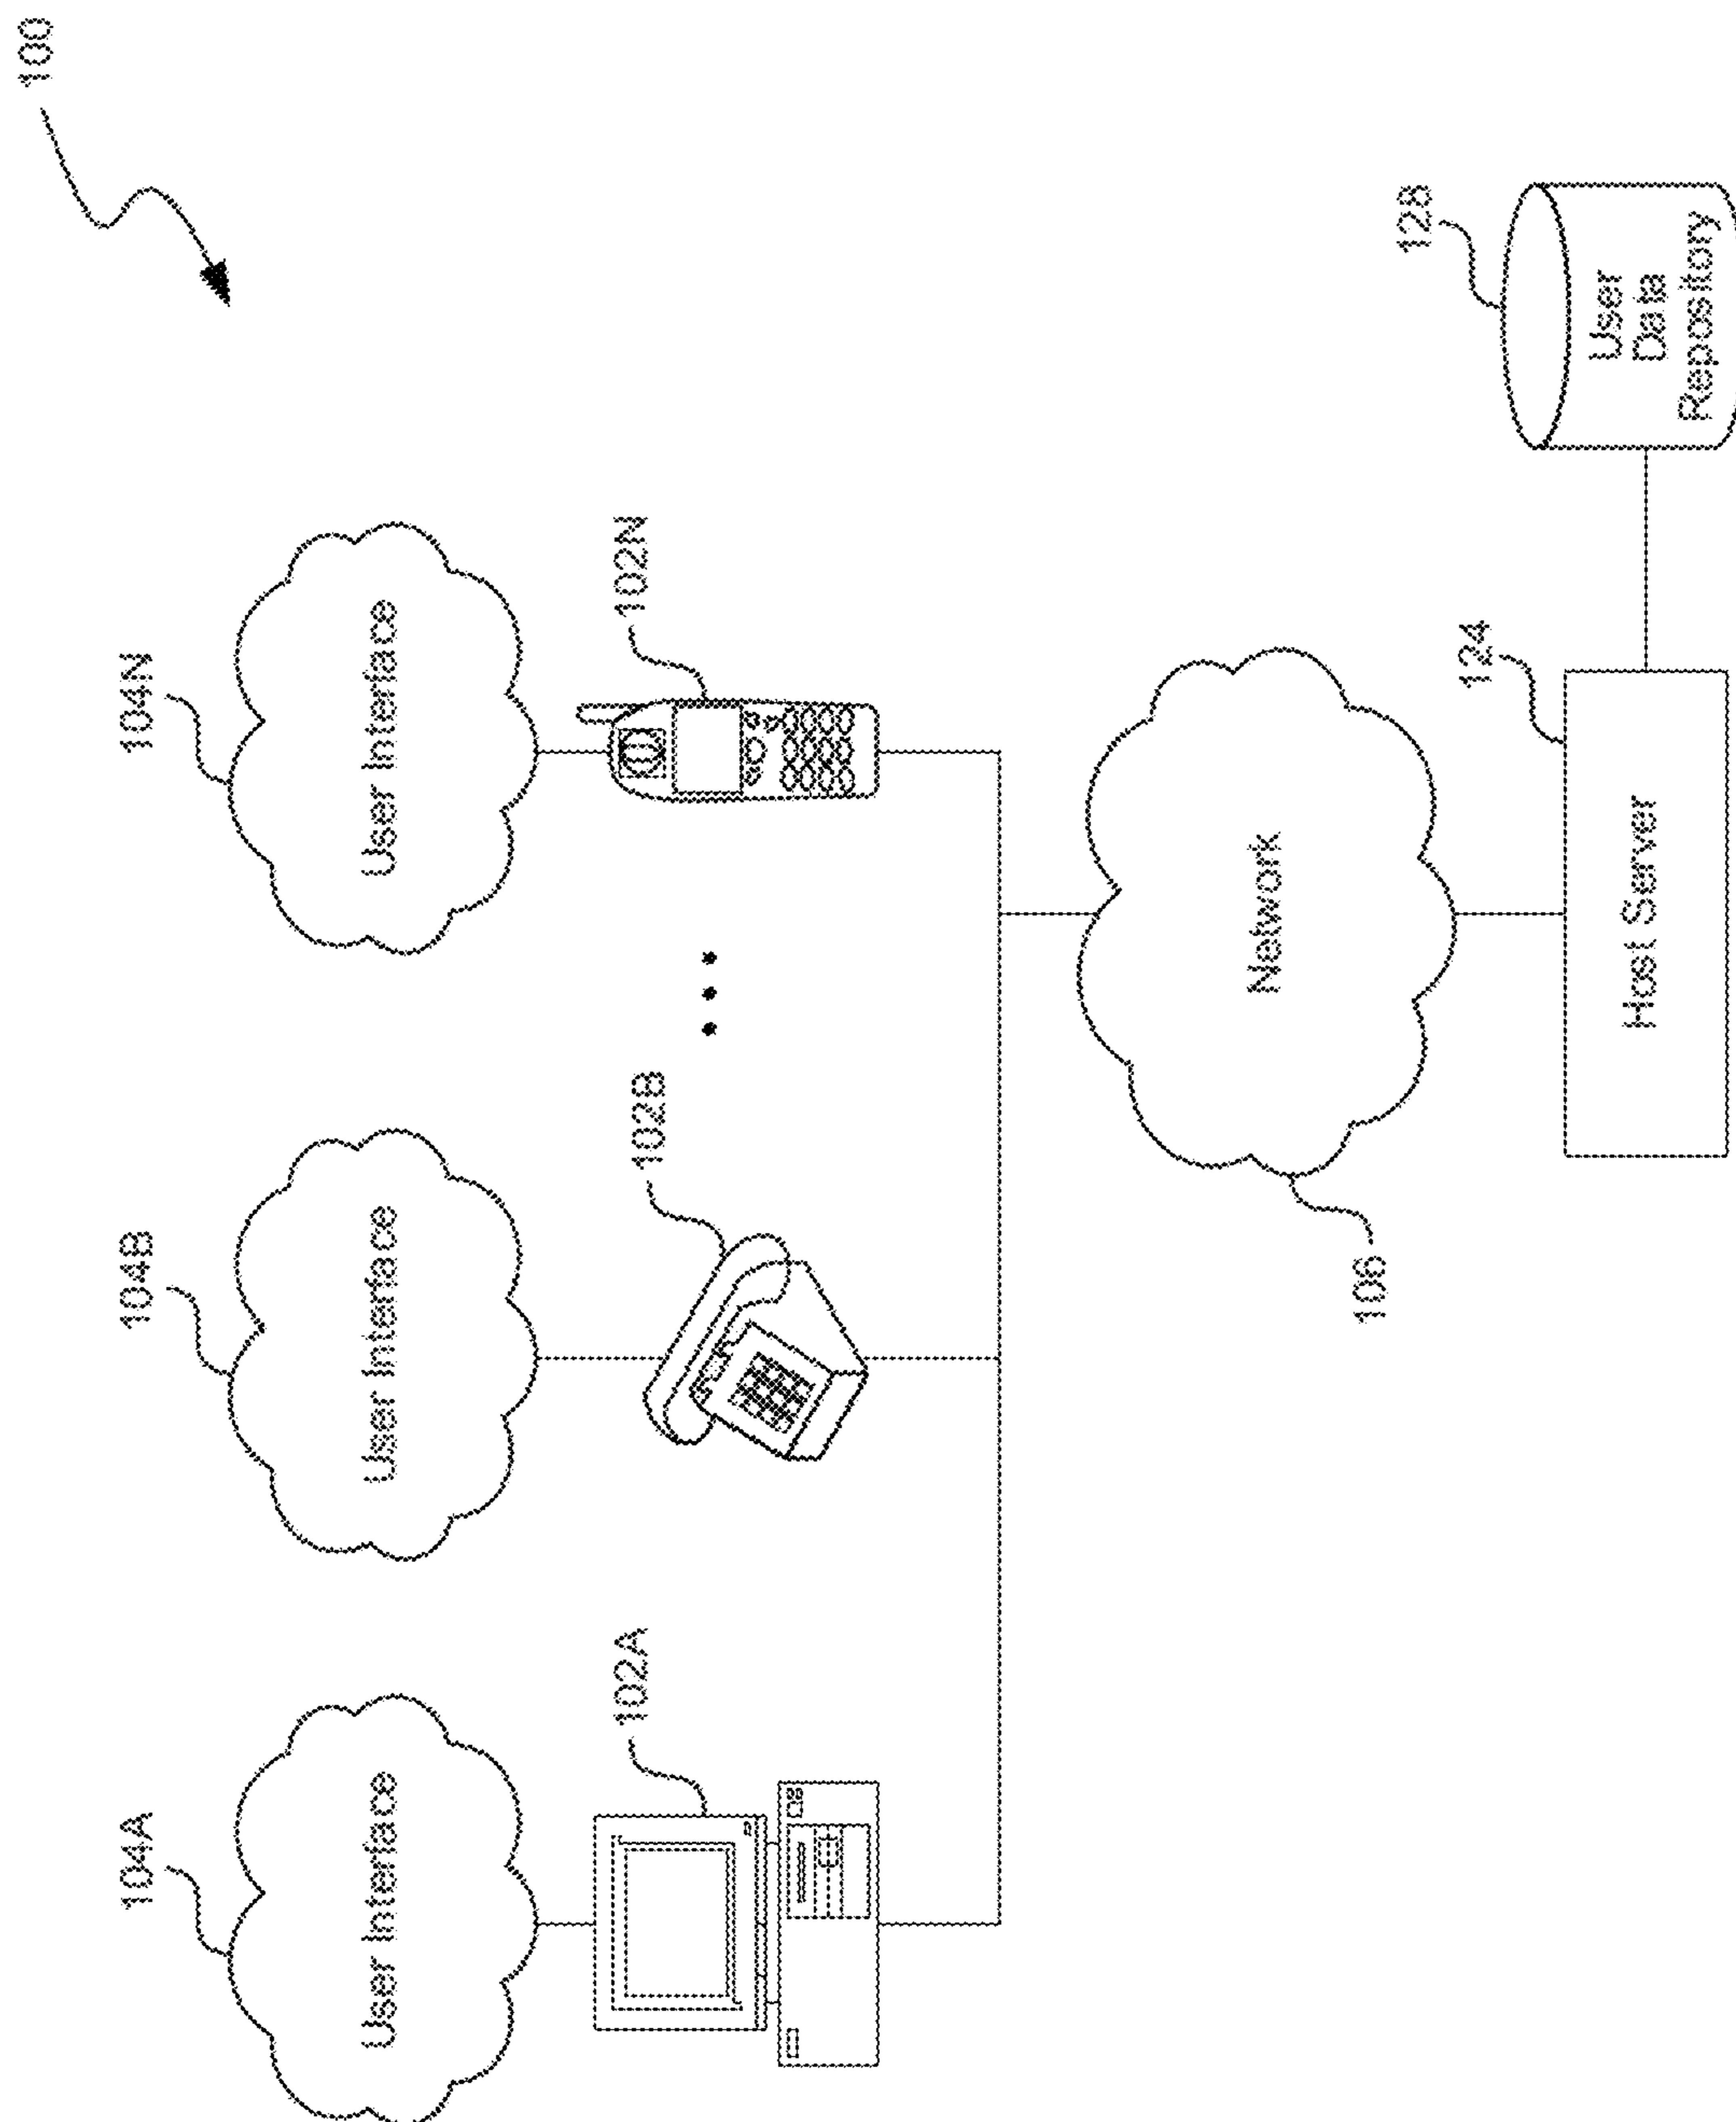 100
104A
104B
104N
User Interface
User Interface
User Interface
102A
102B
102N
Network
106
124
128
Host Server
User
Data
Repository